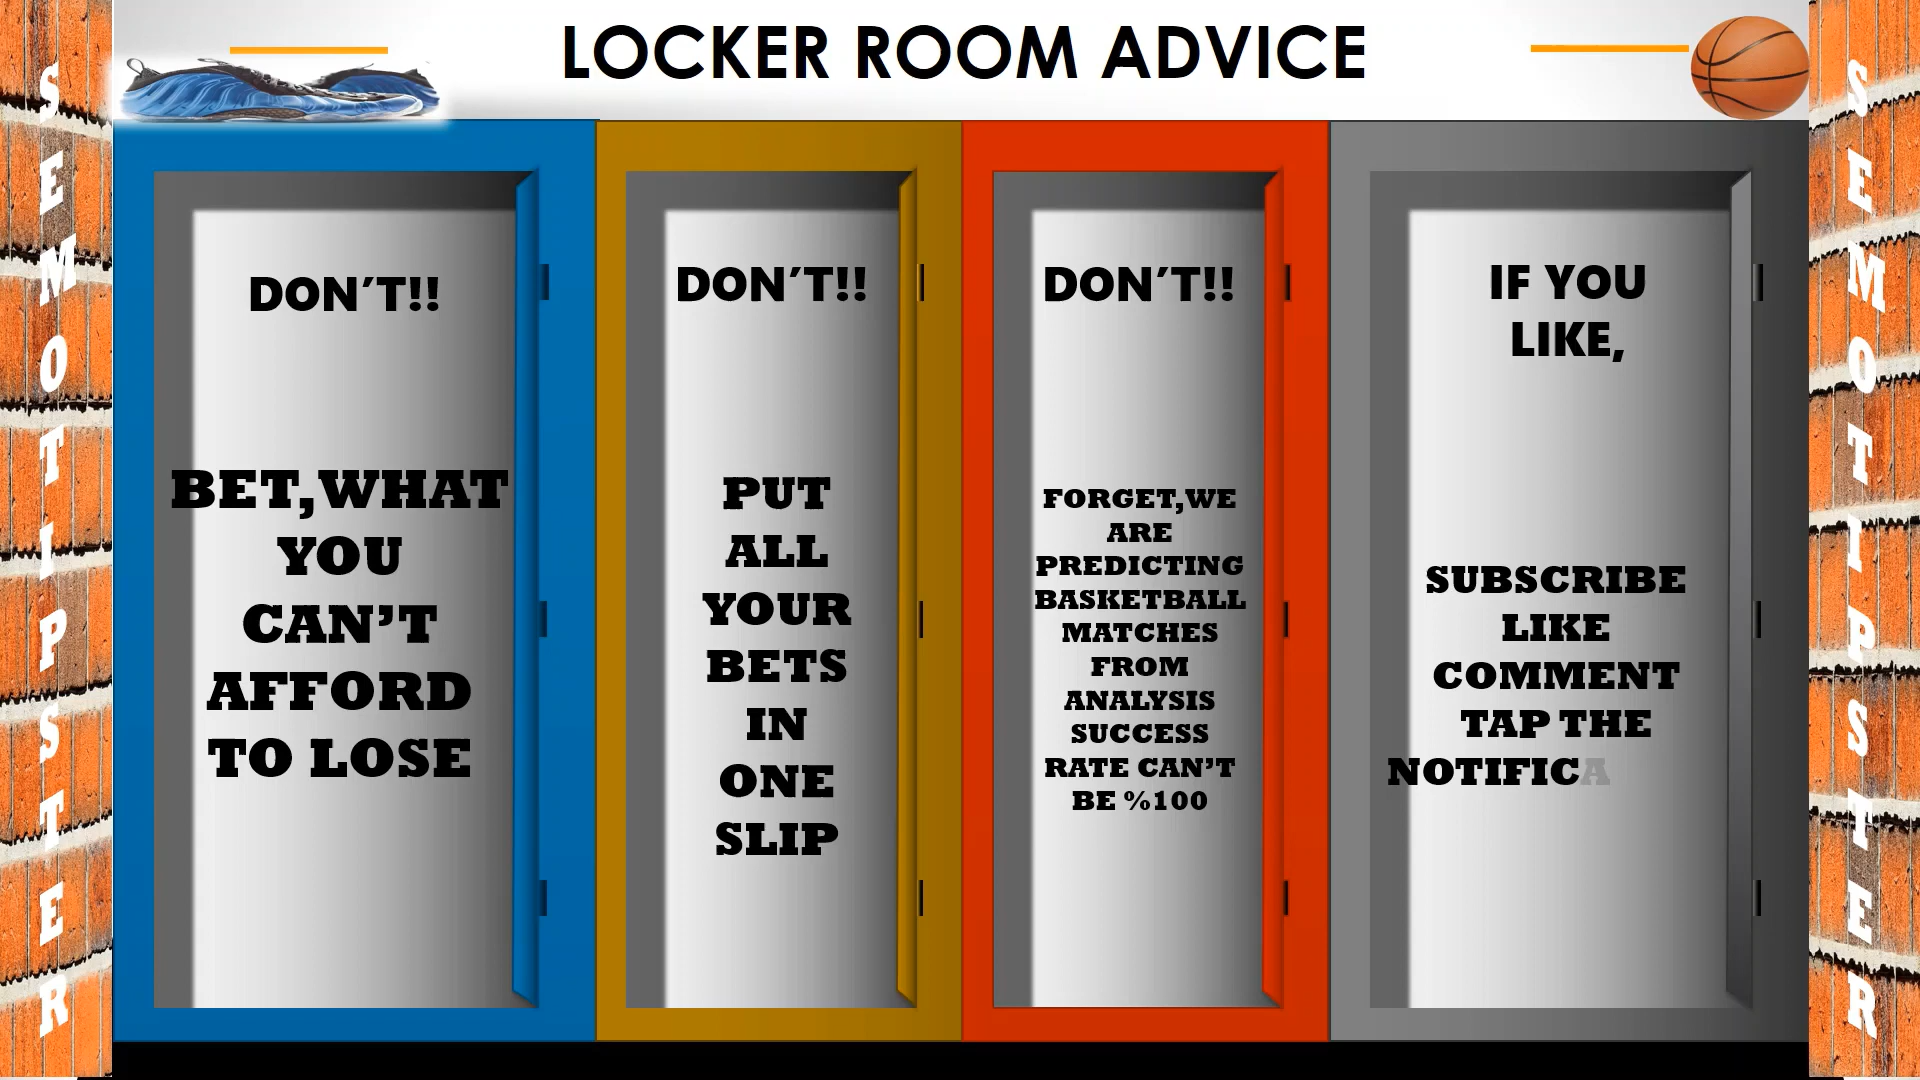 LOCKER ROOM ADVICE
SEMOTIPSTER
DON´T!!
BET,WHAT
YOU
CAN’T
AFFORD
TO LOSE
DON´T!!
PUT
ALL
YOUR
BETS
IN
ONE
SLIP
DON´T!!
FORGET,WE
ARE
PREDICTING
BASKETBALL
MATCHES
FROM
ANALYSIS
SUCCESS
RATE CAN’T
BE %100
IF YOU
LIKE,
SUBSCRIBE
LIKE
COMMENT
TAP THE
NOTIFICA
SEMOTIPSTER